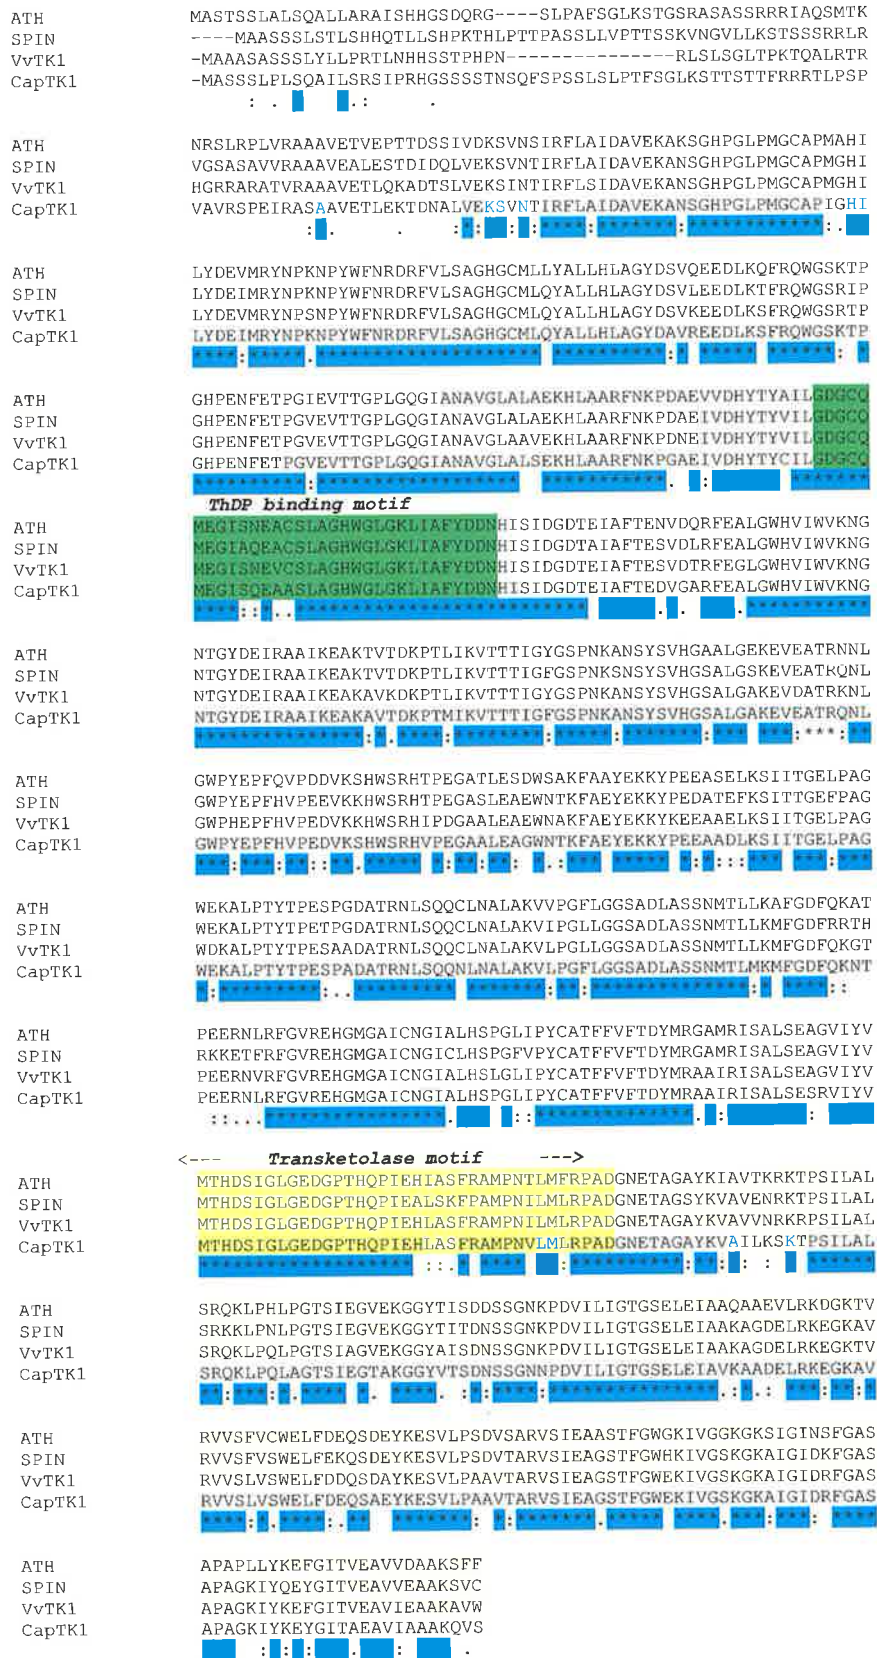 ATH MASTSSLALSQALLARAISHHGSDQRG----SLPAFSGLKSTGSRASASSRRRIAQSMTK
SPIN ----MAASSSLSTLSHHQTLLSHPKTHLPTTPASSLLVPTTSSKVNGVLLKSTSSSRRLR
VvTK1 -MAAASASSSLYLLPRTLNHHSSTPHPN---------------RLSLSGLTPKTQALRTR
CapTK1 -MASSSLPLSQAILSRSIPRHGSSSSTNSQFSPSSLSLPTFSGLKSTTSTTFRRRTLPSP
: . * *.: .
ATH NRSLRPLVRAAAVETVEPTTDSSIVDKSVNSIRFLAIDAVEKAKSGHPGLPMGCAPMAHI
SPIN VGSASAVVRAAAVEALESTDIDQLVEKSVNTIRFLAIDAVEKANSGHPGLPMGCAPMGHI
VvTK1 HGRRARATVRAAAVETLQKADTSLVEKSINTIRFLSIDAVEKANSGHPGLPMGCAPMGHI
CapTK1 VAVRSPEIRASAAVETLEKTDNALVEKSVNTIRFLAIDAVEKANSGHPGLPMGCAPIGHI
ATH LYDEVMRYNPKNPYWFNRDRFVLSAGHGCMLLYALLHLAGYDSVQEEDLKQFRQWGSKTP
SPIN LYDEIMRYNPKNPYWFNRDRFVLSAGHGCMLQYALLHLAGYDSVLEEDLKTFRQWGSRIP
VvTK1 LYDEVMRYNPSNPYWFNRDRFVLSAGHGCMLQYALLHLAGYDSVKEEDLKSFRQWGSRTP
CapTK1 LYDEIMRYNPKNPYWFNRDRFVLSAGHGCMLQYALLHLAGYDAVREEDLKSFRQWGSKTP
ATH GHPENFETPGIEVTTGPLGQGIANAVGLALAEKHLAARFNKPDAEVVDHYTYAILGDGCQ
SPIN GHPENFETPGVEVTTGPLGQGIANAVGLALAEKHLAARFNKPDAEIVDHYTYVILGDGCQ
VvTK1 GHPENFETPGVEVTTGPLGQGIANAVGLAAVEKHLAARFNKPDNEIVDHYTYVILGDGCQ
CapTK1 GHPENFETPGVEVTTGPLGQGIANAVGLALSEKHLAARFNKPGAEIVDHYTYCILGDGCQ
ThDP binding motif
ATH MEGISNEACSLAGHWGLGKLIAFYDDNHISIDGDTEIAFTENVDQRFEALGWHVIWVKNG
SPIN MEGIAQEACSLAGHWGLGKLIAFYDDNHISIDGDTAIAFTESVDLRFEALGWHVIWVKNG
VvTK1 MEGISNEVCSLAGHWGLGKLIAFYDDNHISIDGDTEIAFTESVDTRFEGLGWHVIWVKNG
CapTK1 MEGISQEAASLAGHWGLGKLIAFYDDNHISIDGDTEIAFTEDVGARFEALGWHVIWVKNG
ATH NTGYDEIRAAIKEAKTVTDKPTLIKVTTTIGYGSPNKANSYSVHGAALGEKEVEATRNNL
SPIN NTGYDEIRAAIKEAKTVTDKPTLIKVTTTIGFGSPNKSNSYSVHGSALGSKEVEATRQNL
VvTK1 NTGYDEIRAAIKEAKAVKDKPTLIKVTTTIGYGSPNKANSYSVHGSALGAKEVDATRKNL
CapTK1 NTGYDEIRAAIKEAKAVTDKPTMIKVTTTIGFGSPNKANSYSVHGSALGAKEVEATRQNL
ATH GWPYEPFQVPDDVKSHWSRHTPEGATLESDWSAKFAAYEKKYPEEASELKSIITGELPAG
SPIN GWPYEPFHVPEEVKKHWSRHTPEGASLEAEWNTKFAEYEKKYPEDATEFKSITTGEFPAG
VvTK1 GWPHEPFHVPEDVKSHWSRHIPDGAALEAEWNAKFAEYEKKYKEEAAELKSIITGELPAG
CapTK1 GWPYEPFHVPEDVKSHWSRHVPEGAALEAGWNTKFAEYEKKYPEEAADLKSIITGELPAG
ATH WEKALPTYTPESPGDATRNLSQQCLNALAKVVPGFLGGSADLASSNMTLLKAFGDFQKAT
SPIN WEKALPTYTPETPGDATRNLSQQCLNALAKVIPGLLGGSADLASSNMTLLKMFGDFRRTH
VvTK1 WDKALPTYTPESAADATRNLSQQCLNALAKVLPGLLGGSADLASSNMTLLKMFGDFQKGT
CapTK1 WEKALPTYTPESPADATRNLSQQNLNALAKVLPGFLGGSADLASSNMTLMKMFGDFQKNT
ATH PEERNLRFGVREHGMGAICNGIALHSPGLIPYCATFFVFTDYMRGAMRISALSEAGVIYV
SPIN RKKETFRFGVREHGMGAICNGICLHSPGFVPYCATFFVFTDYMRGAMRISALSEAGVIYV
VvTK1 PEERNVRFGVREHGMGAICNGIALHSLGLIPYCATFFVFTDYMRAAIRISALSEAGVIYV
CapTK1 PEERNLRFGVREHGMGAICNGIALHSPGLIPYCATFFVFTDYMRAAIRISALSESRVIYV
<--- Transketolase motif --->
ATH MTHDSIGLGEDGPTHQPIEHIASFRAMPNTLMFRPADGNETAGAYKIAVTKRKTPSILAL
SPIN MTHDSIGLGEDGPTHQPIEALSKFPAMPNILMLRPADGNETAGSYKVAVENRKTPSILAL
VvTK1 MTHDSIGLGEDGPTHQPIEHLASFRAMPNILMLRPADGNETAGAYKVAVVNRKRPSILAL
CapTK1 MTHDSIGLGEDGPTHQPIEHLASFRAMPNVLMLRPADGNETAGAYKVAILKSKTPSILAL
ATH SRQKLPHLPGTSIEGVEKGGYTISDDSSGNKPDVILIGTGSELEIAAQAAEVLRKDGKTV
SPIN SRKKLPNLPGTSIEGVEKGGYTITDNSSGNKPDVILIGTGSELEIAAKAGDELRKEGKAV
VvTK1 SRQKLPQLPGTSIAGVEKGGYAISDNSSGNKPDVILIGTGSELEIAAKAGDELRKEGKTV
CapTK1 SRQKLPQLAGTSIEGTAKGGYVTSDNSSGNNPDVILIGTGSELEIAVKAADELRKEGKAV
ATH RVVSFVCWELFDEQSDEYKESVLPSDVSARVSIEAASTFGWGKIVGGKGKSIGINSFGAS
SPIN RVVSFVSWELFEKQSDEYKESVLPSDVTARVSIEAGSTFGWHKIVGSKGKAIGIDKFGAS
VvTK1 RVVSLVSWELFDDQSDAYKESVLPAAVTARVSIEAGSTFGWEKIVGSKGKAIGIDRFGAS
CapTK1 RVVSLVSWELFDEQSAEYKESVLPAAVTARVSIEAGSTFGWEKIVGSKGKAIGIDRFGAS
ATH APAPLLYKEFGITVEAVVDAAKSFF
SPIN APAGKIYQEYGITVEAVVEAAKSVC
VvTK1 APAGKIYKEFGITVEAVIEAAKAVW
CapTK1 APAGKIYKEYGITAEAVIAAAKQVS